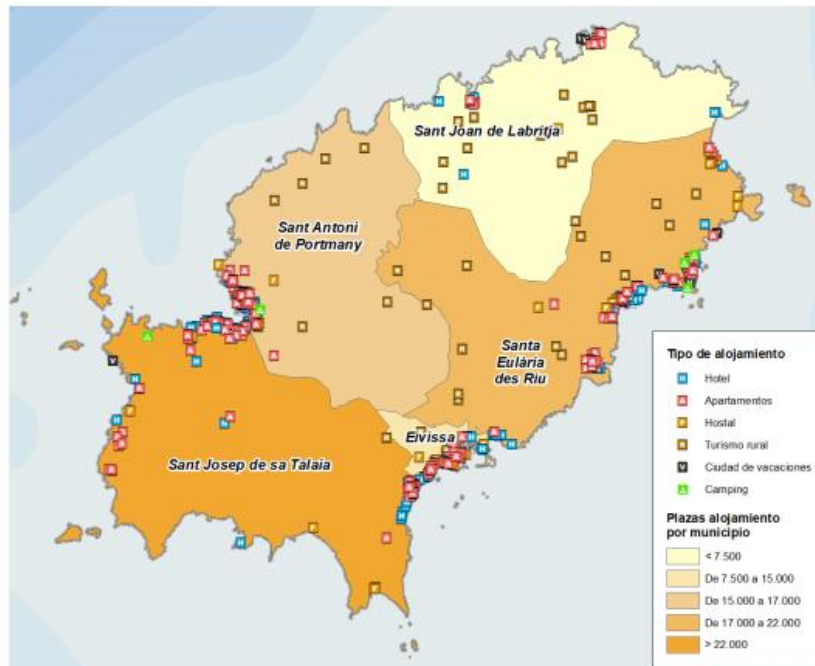 Sant Joan de Labritja
Sant Antoni
de Portmany
Santa
Eulária
des Riu
Eivissa
Sant Josep de sa Talaia
Tipo de alojamiento
H Hotel
A Apartamentos
P Hostal
R Turismo rural
V Ciudad de vacaciones
Camping
Plazas alojamiento
por municipio
< 7.500
De 7.500 a 15.000
De 15.000 a 17.000
De 17.000 a 22.000
> 22.000